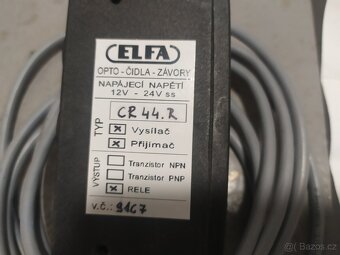 ELFA
OPTO - ČIDLA - ZÁVORY
NAPÁJECÍ NAPĚTÍ
12V - 24V ss
TYP
CR 44.R
Vysílač
Přijímač
VÝSTUP
Tranzistor NPN
Tranzistor PNP
RELE
v.č.: 9167
Bazos.cz